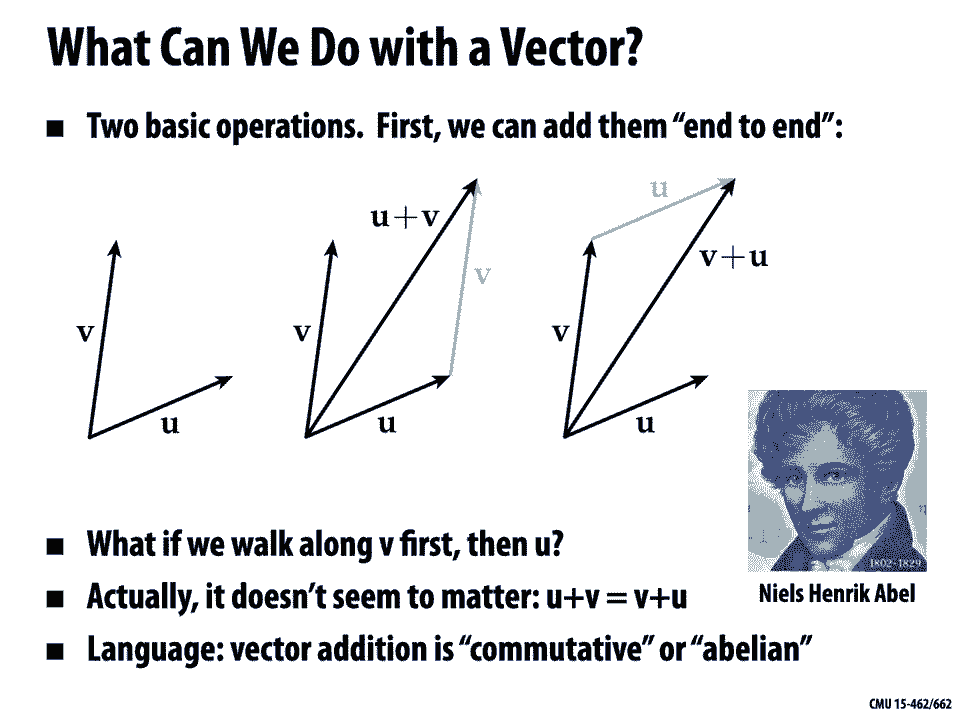 What Can We Do with a Vector?
Two basic operations.  First, we can add them “end to end”:
v
u
u+v
v
v
u
u
v+u
v
u
1802-1829
Niels Henrik Abel
What if we walk along v first, then u?
Actually, it doesn’t seem to matter: u+v = v+u
Language: vector addition is “commutative” or “abelian”
CMU 15-462/662